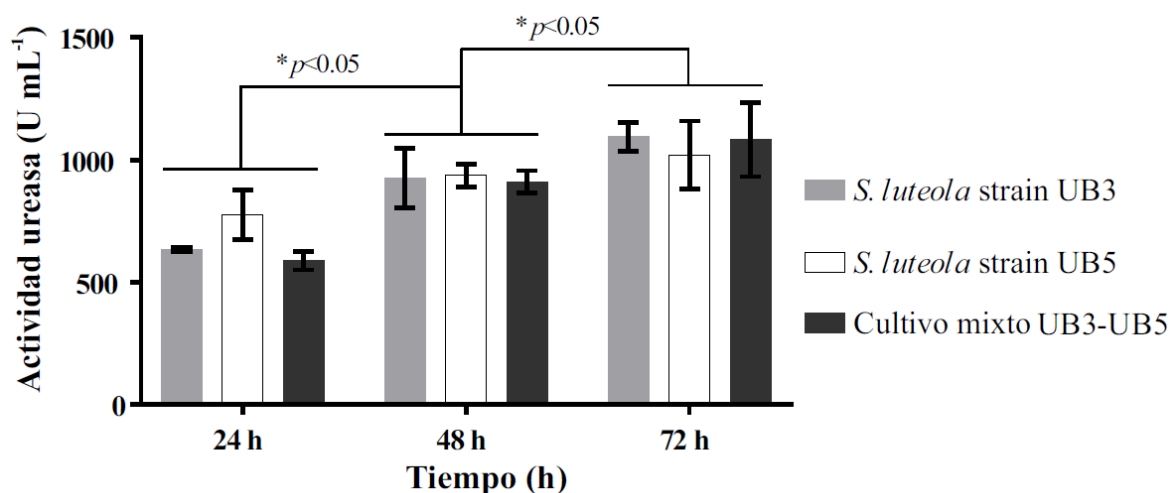 Actividad ureasa (U mL⁻¹)
1500
1000
500
0
*p<0.05
*p<0.05
24 h
48 h
72 h
Tiempo (h)
S. luteola strain UB3
S. luteola strain UB5
Cultivo mixto UB3-UB5